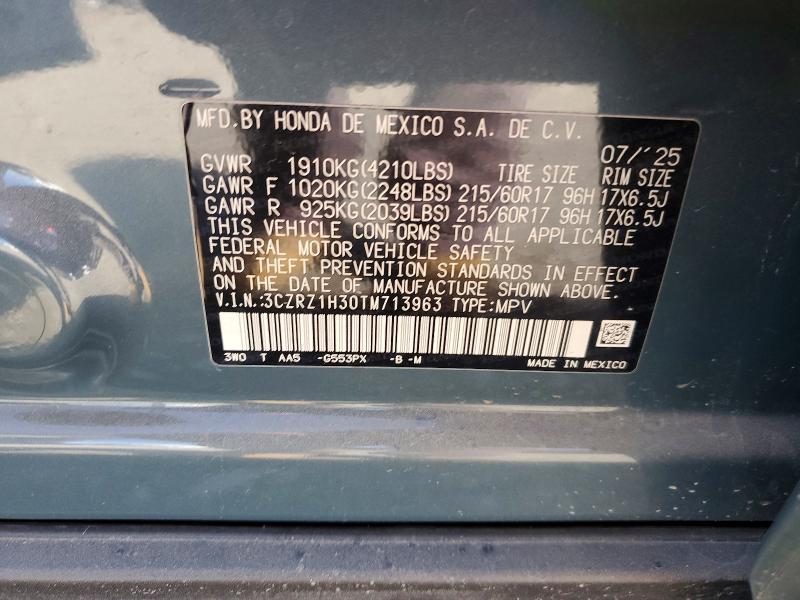 MFD. BY HONDA DE MEXICO S.A. DE C.V.
07/'25
GVWR 1910KG(4210LBS) TIRE SIZE RIM SIZE
GAWR F 1020KG(2248LBS) 215/60R17 96H 17X6.5J
GAWR R 925KG(2039LBS) 215/60R17 96H 17X6.5J
THIS VEHICLE CONFORMS TO ALL APPLICABLE
FEDERAL MOTOR VEHICLE SAFETY
AND THEFT PREVENTION STANDARDS IN EFFECT
ON THE DATE OF MANUFACTURE SHOWN ABOVE.
V.I.N.:3CZRZ1H30TM713963 TYPE:MPV
3WO T AA5 -G553PX -B -M MADE IN MEXICO